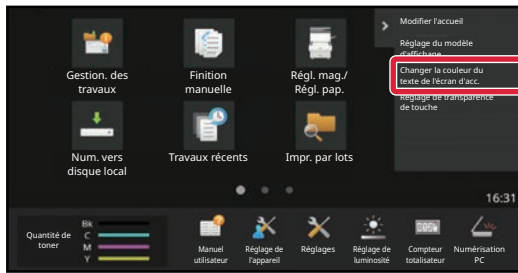 Modifier l'accueil
Réglage du modèle
d'affichage
Changer la couleur du
texte de l'écran d'acc.
Réglage de transparence
de touche
Gestion. des
travaux
Finition
manuelle
Régl. mag./
Régl. pap.
Num. vers
disque local
Travaux récents
Impr. par lots
16:31
Quantité de
toner
Bk
C
M
Y
Manuel
utilisateur
Réglage de
l'appareil
Réglages
Réglage de
luminosité
Compteur
totalisateur
Numérisation
PC